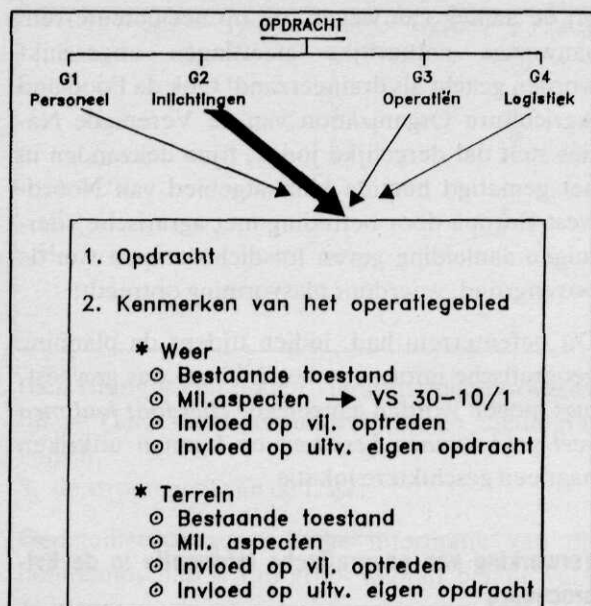 OPDRACHT
G1 G2 G3 G4
Personeel Inlichtingen Operatiën Logistiek
1. Opdracht
2. Kenmerken van het operatiegebied
* Weer
⊙ Bestaande toestand
⊙ Mil.aspecten → VS 30-10/1
⊙ Invloed op vij. optreden
⊙ Invloed op uitv. eigen opdracht
* Terrein
⊙ Bestaande toestand
⊙ Mil. aspecten
⊙ Invloed op vij. optreden
⊙ Invloed op uitv. eigen opdracht